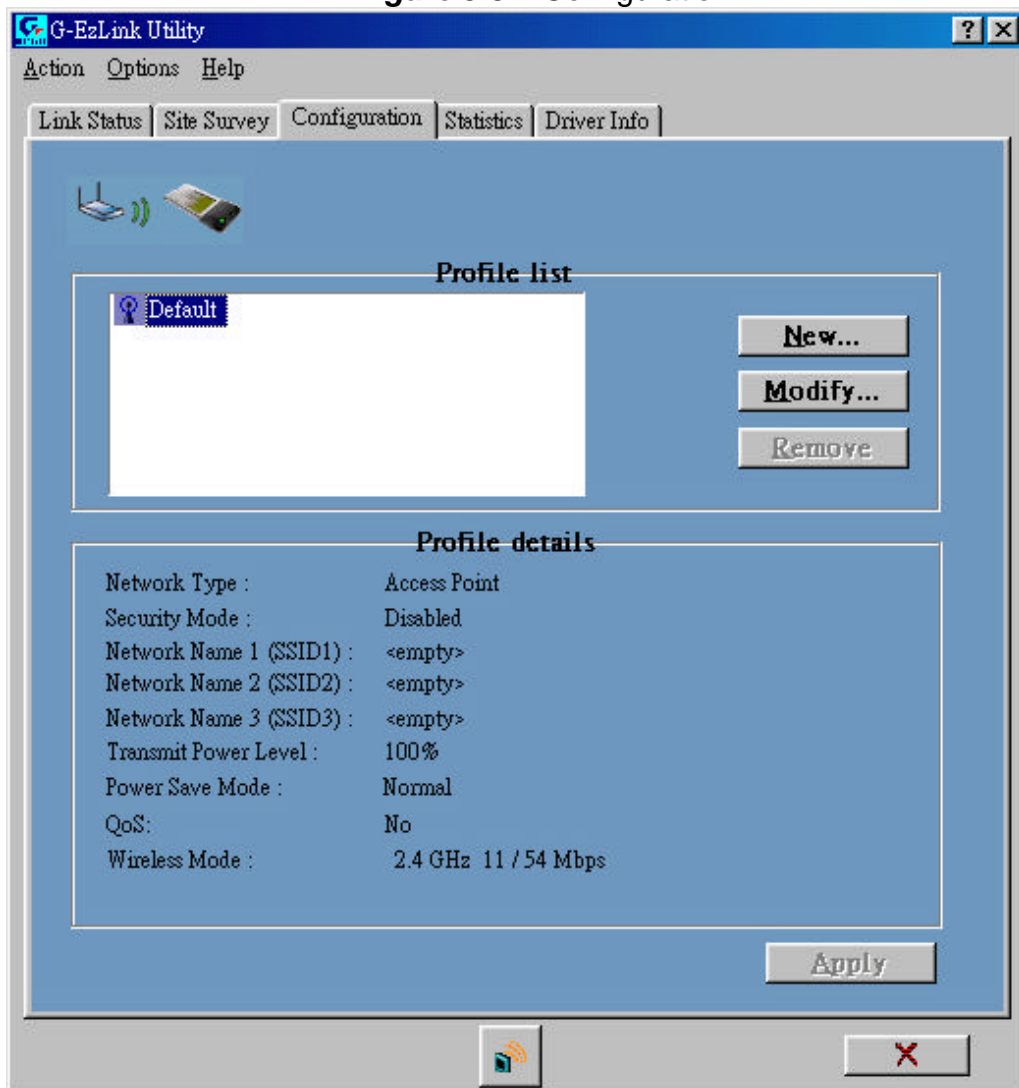 G-EzLink Utility
Action Options Help
Link Status Site Survey Configuration Statistics Driver Info
Profile list
Default
New...
Modify...
Remove
Profile details
Network Type : Access Point
Security Mode : Disabled
Network Name 1 (SSID1) : <empty>
Network Name 2 (SSID2) : <empty>
Network Name 3 (SSID3) : <empty>
Transmit Power Level : 100%
Power Save Mode : Normal
QoS: No
Wireless Mode : 2.4 GHz 11 / 54 Mbps
Apply